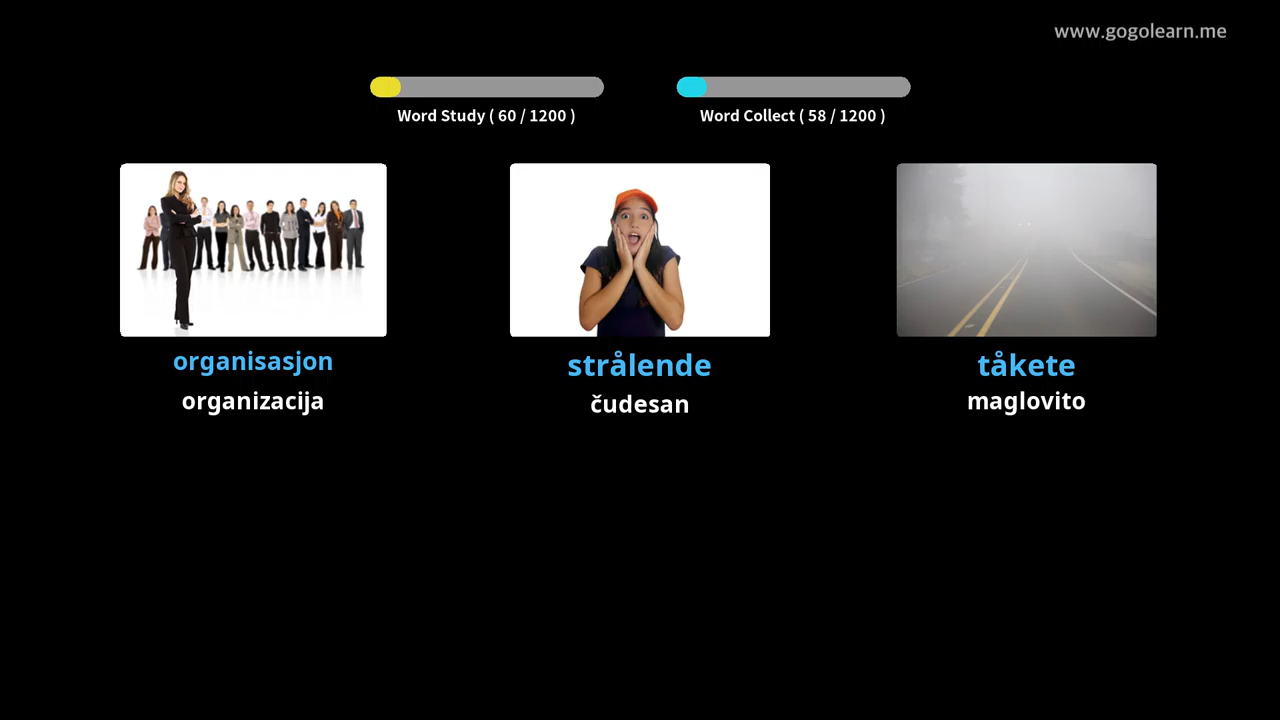 www.gogolearn.me
Word Study ( 60 / 1200 )
Word Collect ( 58 / 1200 )
organisasjon
organizacija
strålende
čudesan
tåkete
maglovito